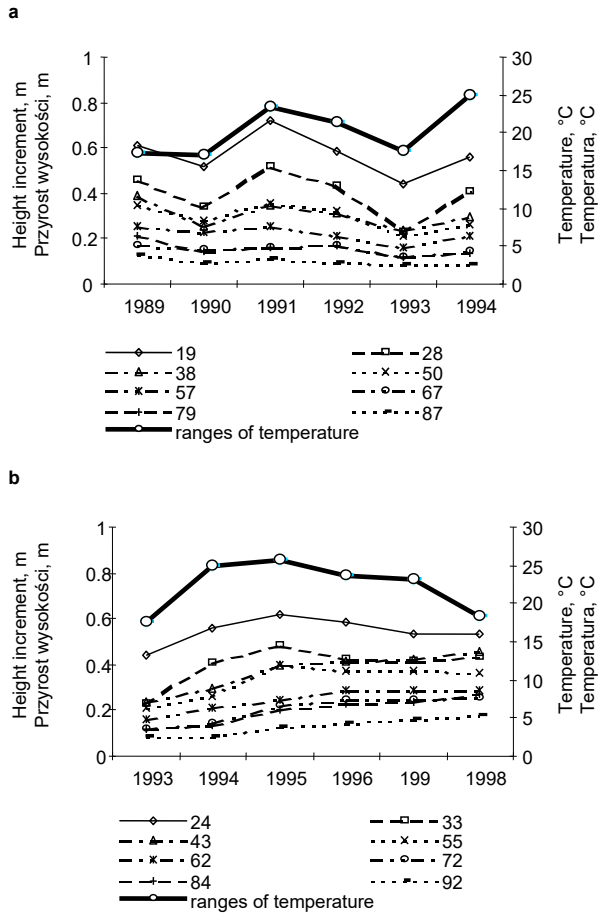 a
Height increment, m
Przyrost wysokości, m
1
0.8
0.6
0.4
0.2
0
30
25
20
15
10
5
0
Temperature, °C
Temperatura, °C
1989 1990 1991 1992 1993 1994
19 28
38 50
57 67
79 87
ranges of temperature
b
Height increment, m
Przyrost wysokości, m
1
0.8
0.6
0.4
0.2
0
30
25
20
15
10
5
0
Temperature, °C
Temperatura, °C
1993 1994 1995 1996 199 1998
24 33
43 55
62 72
84 92
ranges of temperature